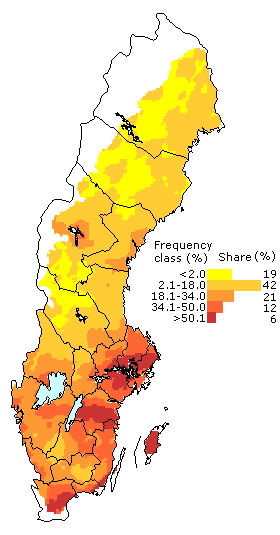 Frequency
class (%) Share (%)
<2.0 19
2.1-18.0 42
18.1-34.0 21
34.1-50.0 12
>50.1 6